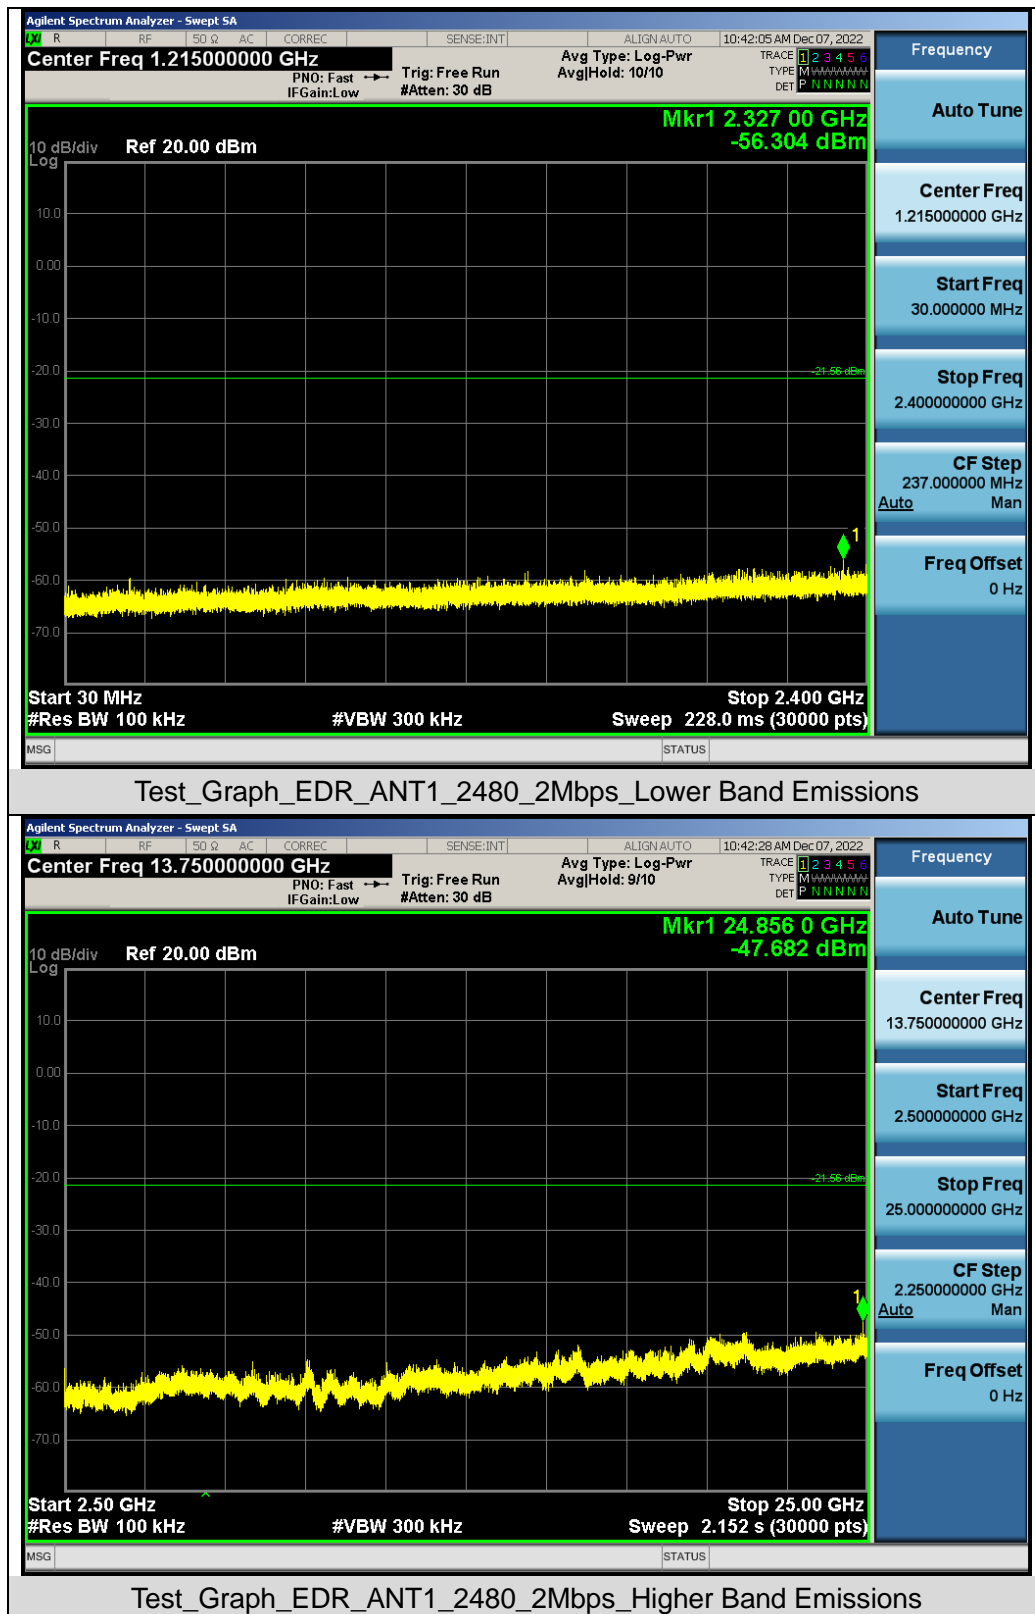 Agilent Spectrum Analyzer - Swept SA
LXI R RF 50 Ω AC CORREC SENSE:INT ALIGN AUTO 10:42:05 AM Dec 07, 2022
Center Freq 1.215000000 GHz
PNO: Fast
IFGain:Low
Trig: Free Run
#Atten: 30 dB
Avg Type: Log-Pwr
Avg|Hold: 10/10
TRACE 1 2 3 4 5 6
TYPE M
DET P N N N N N
Frequency
Auto Tune
Mkr1 2.327 00 GHz
-56.304 dBm
10 dB/div Ref 20.00 dBm
Log
10.0
0.00
-10.0
-20.0
-21.56 dBm
-30.0
-40.0
-50.0
1
-60.0
-70.0
Start 30 MHz Stop 2.400 GHz
#Res BW 100 kHz #VBW 300 kHz Sweep 228.0 ms (30000 pts)
Center Freq
1.215000000 GHz
Start Freq
30.000000 MHz
Stop Freq
2.400000000 GHz
CF Step
237.000000 MHz
Auto Man
Freq Offset
0 Hz
MSG STATUS
Test_Graph_EDR_ANT1_2480_2Mbps_Lower Band Emissions
Agilent Spectrum Analyzer - Swept SA
LXI R RF 50 Ω AC CORREC SENSE:INT ALIGN AUTO 10:42:28 AM Dec 07, 2022
Center Freq 13.750000000 GHz
PNO: Fast
IFGain:Low
Trig: Free Run
#Atten: 30 dB
Avg Type: Log-Pwr
Avg|Hold: 9/10
TRACE 1 2 3 4 5 6
TYPE M
DET P N N N N N
Frequency
Auto Tune
Mkr1 24.856 0 GHz
-47.682 dBm
10 dB/div Ref 20.00 dBm
Log
10.0
0.00
-10.0
-20.0
-21.56 dBm
-30.0
-40.0
1
-50.0
-60.0
-70.0
Start 2.50 GHz Stop 25.00 GHz
#Res BW 100 kHz #VBW 300 kHz Sweep 2.152 s (30000 pts)
Center Freq
13.750000000 GHz
Start Freq
2.500000000 GHz
Stop Freq
25.000000000 GHz
CF Step
2.250000000 GHz
Auto Man
Freq Offset
0 Hz
MSG STATUS
Test_Graph_EDR_ANT1_2480_2Mbps_Higher Band Emissions